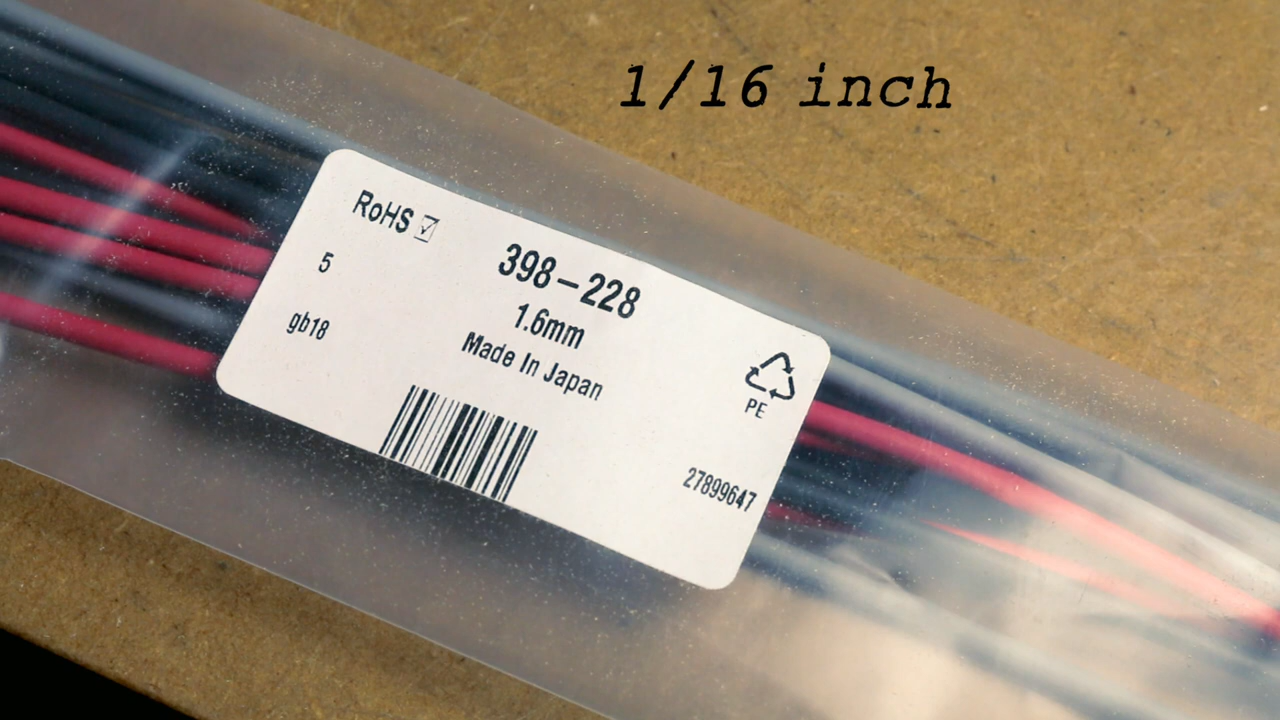 1/16 inch
RoHS ☑
5
gb18
398-228
1.6mm
Made In Japan
PE
27899647